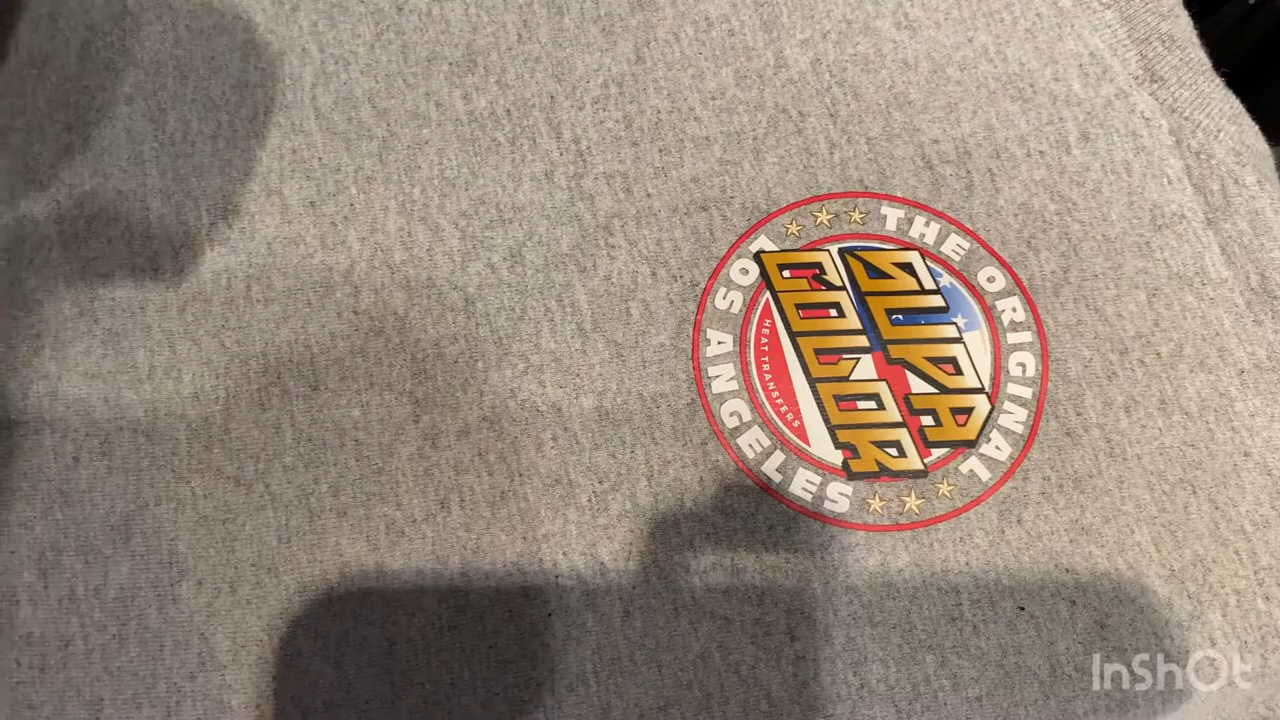 THE ORIGINAL
SUPA
COLOR
HEAT TRANSFERS
LOS ANGELES
InShOt